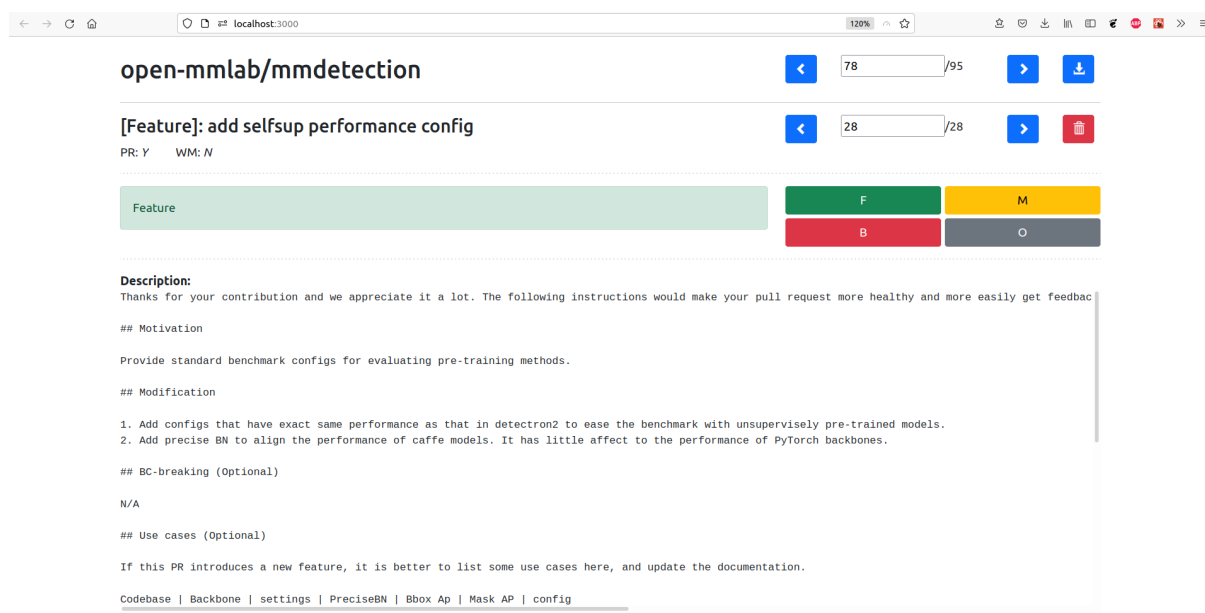 localhost:3000
120%
ABP
open-mmlab/mmdetection
78
/95
[Feature]: add selfsup performance config
28
/28
PR: Y WM: N
Feature
F
M
B
O
Description:
Thanks for your contribution and we appreciate it a lot. The following instructions would make your pull request more healthy and more easily get feedbac
## Motivation
Provide standard benchmark configs for evaluating pre-training methods.
## Modification
1. Add configs that have exact same performance as that in detectron2 to ease the benchmark with unsupervisely pre-trained models.
2. Add precise BN to align the performance of caffe models. It has little affect to the performance of PyTorch backbones.
## BC-breaking (Optional)
N/A
## Use cases (Optional)
If this PR introduces a new feature, it is better to list some use cases here, and update the documentation.
Codebase | Backbone | settings | PreciseBN | Bbox Ap | Mask AP | config